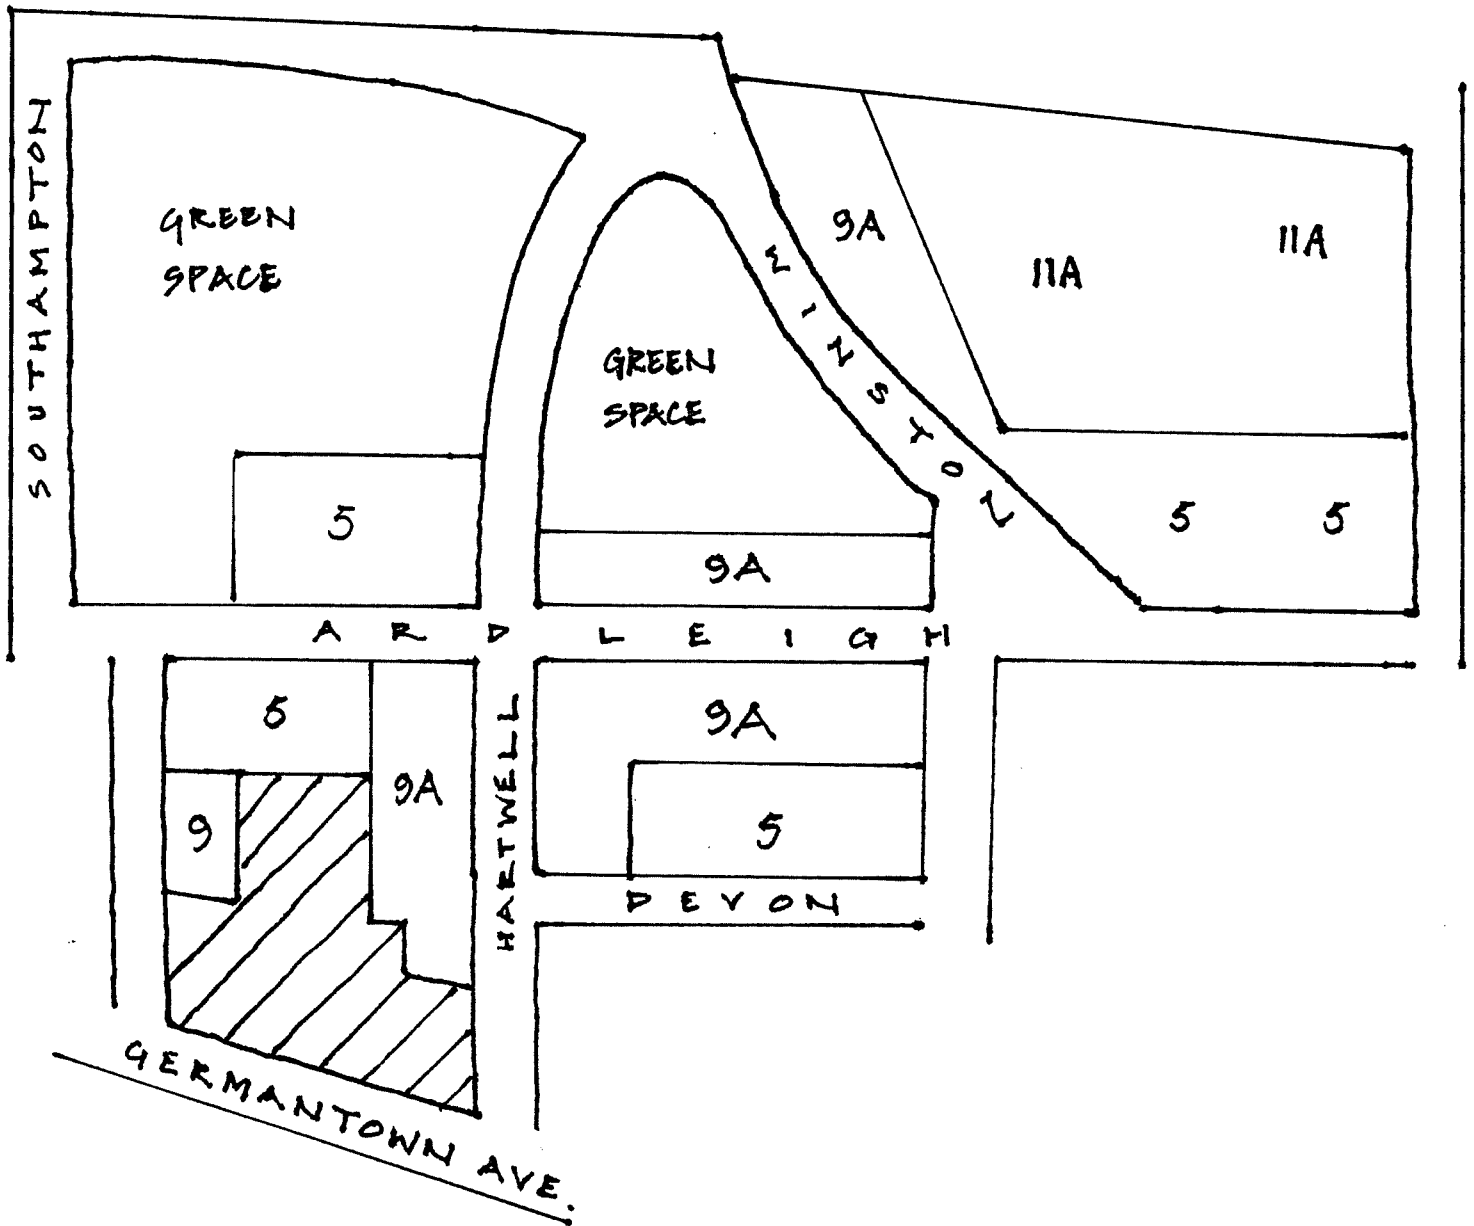 SOUTHAMPTON
GREEN
SPACE
GREEN
SPACE
WINSTON
9A
11A
11A
5
9A
5
5
ARDLEIGH
5
9A
9
HARTWELL
9A
5
DEVON
GERMANTOWN AVE.